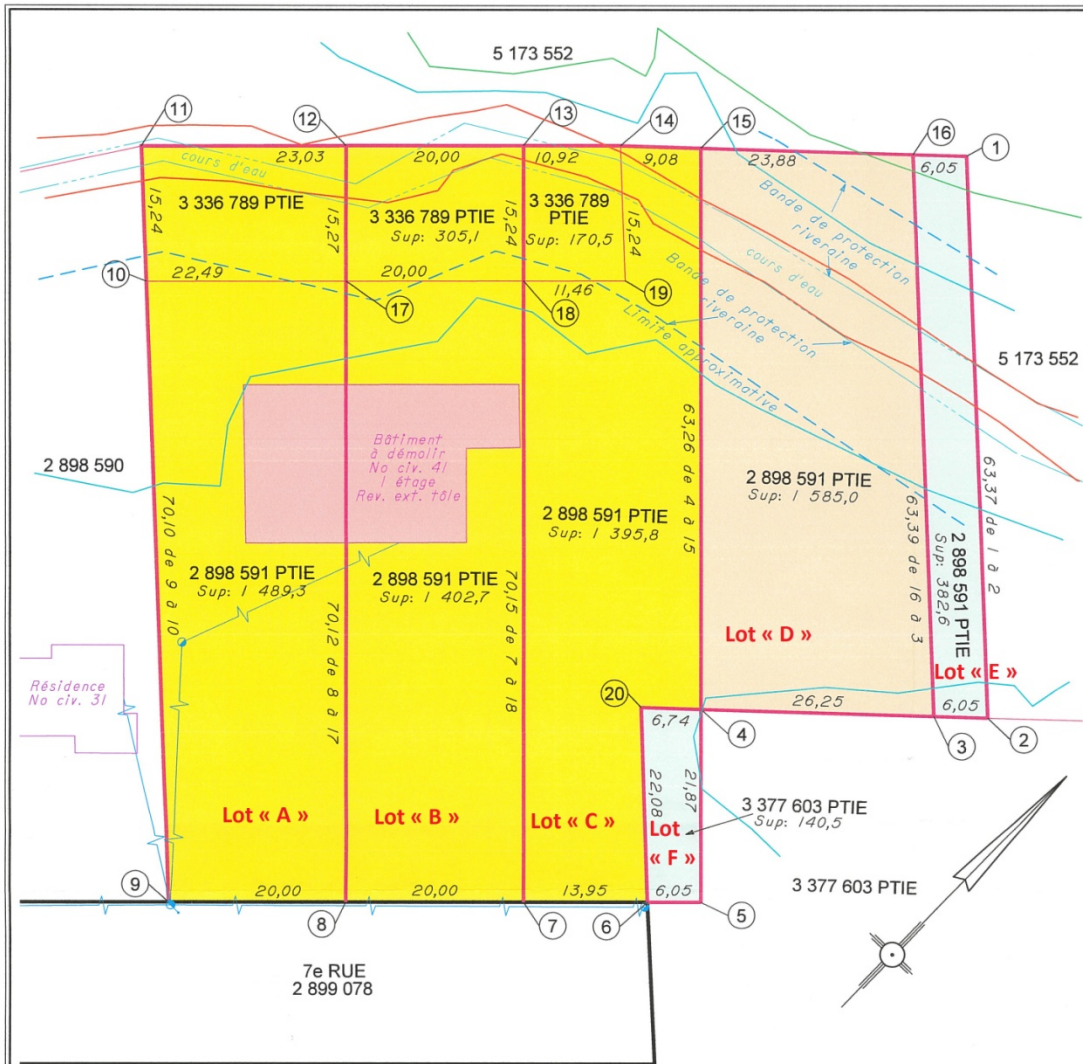 5 173 552
11
12
13
14
15
16
1
23,03
20,00
10,92
9,08
23,88
6,05
cours d'eau
15,24
3 336 789 PTIE
15,27
3 336 789 PTIE
Sup: 305,1
15,24
3 336 789
PTIE
Sup: 170,5
15,24
Bande de protection
riveraine
cours d'eau
Bande de protection
riveraine
Limite approximative
10
22,49
17
20,00
18
11,46
19
5 173 552
2 898 590
Bâtiment
à démolir
No civ. 41
1 étage
Rev. ext. tôle
63,26 de 4 à 15
2 898 591 PTIE
Sup: 1 585,0
63,39 de 16 à 3
2 898 591 PTIE
Sup: 382,6
63,37 de 1 à 2
70,10 de 9 à 10
2 898 591 PTIE
Sup: 1 489,3
70,12 de 8 à 17
2 898 591 PTIE
Sup: 1 402,7
70,15 de 7 à 18
2 898 591 PTIE
Sup: 1 395,8
Lot « D »
Lot « E »
Résidence
No civ. 31
20
6,74
4
26,25
3
6,05
2
22,08
21,87
3 377 603 PTIE
Sup: 140,5
Lot « A »
Lot « B »
Lot « C »
Lot
« F »
3 377 603 PTIE
9
20,00
8
20,00
7
13,95
6
6,05
5
7e RUE
2 899 078